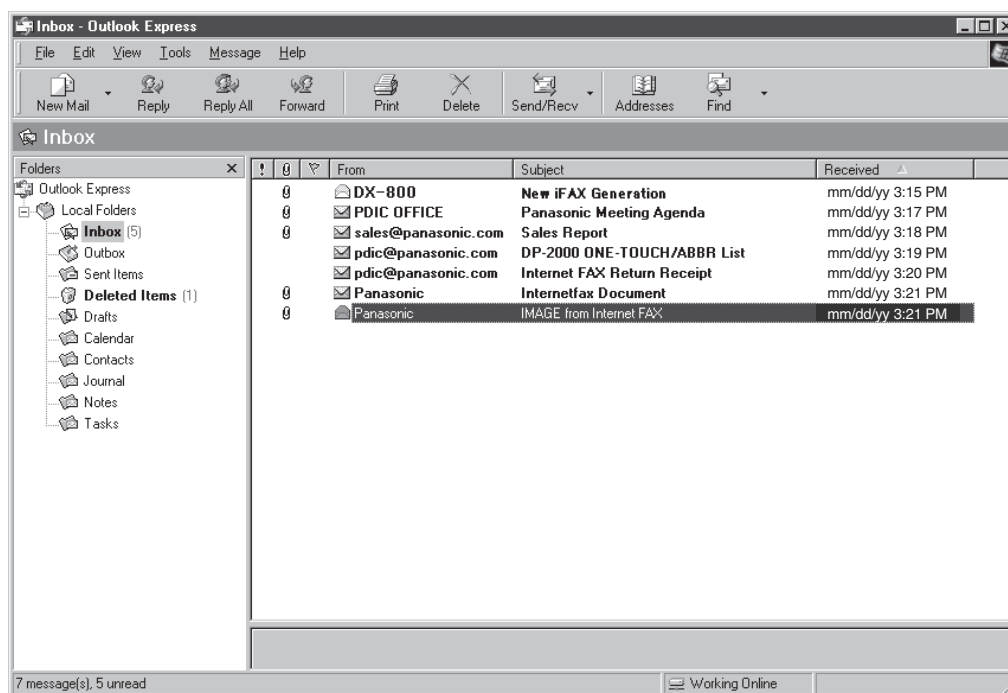 Inbox - Outlook Express
File Edit View Tools Message Help
New Mail Reply Reply All Forward Print Delete Send/Recv Addresses Find
Inbox
Folders ! From Subject Received
Outlook Express
Local Folders
Inbox (5)
Outbox
Sent Items
Deleted Items (1)
Drafts
Calendar
Contacts
Journal
Notes
Tasks
DX-800 New iFAX Generation mm/dd/yy 3:15 PM
PDIC OFFICE Panasonic Meeting Agenda mm/dd/yy 3:17 PM
sales@panasonic.com Sales Report mm/dd/yy 3:18 PM
pdic@panasonic.com DP-2000 ONE-TOUCH/ABBR List mm/dd/yy 3:19 PM
pdic@panasonic.com Internet FAX Return Receipt mm/dd/yy 3:20 PM
Panasonic Internetfax Document mm/dd/yy 3:21 PM
Panasonic IMAGE from Internet FAX mm/dd/yy 3:21 PM
7 message(s), 5 unread Working Online